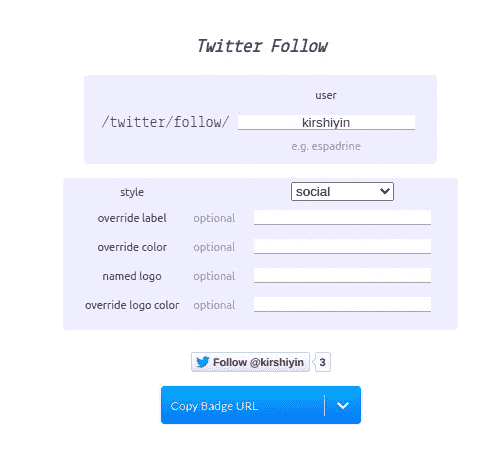 Twitter Follow
user
/twitter/follow/ kirshiyin
e.g. espadrine
style social
override label optional
override color optional
named logo optional
override logo color optional
Follow @kirshiyin 3
Copy Badge URL